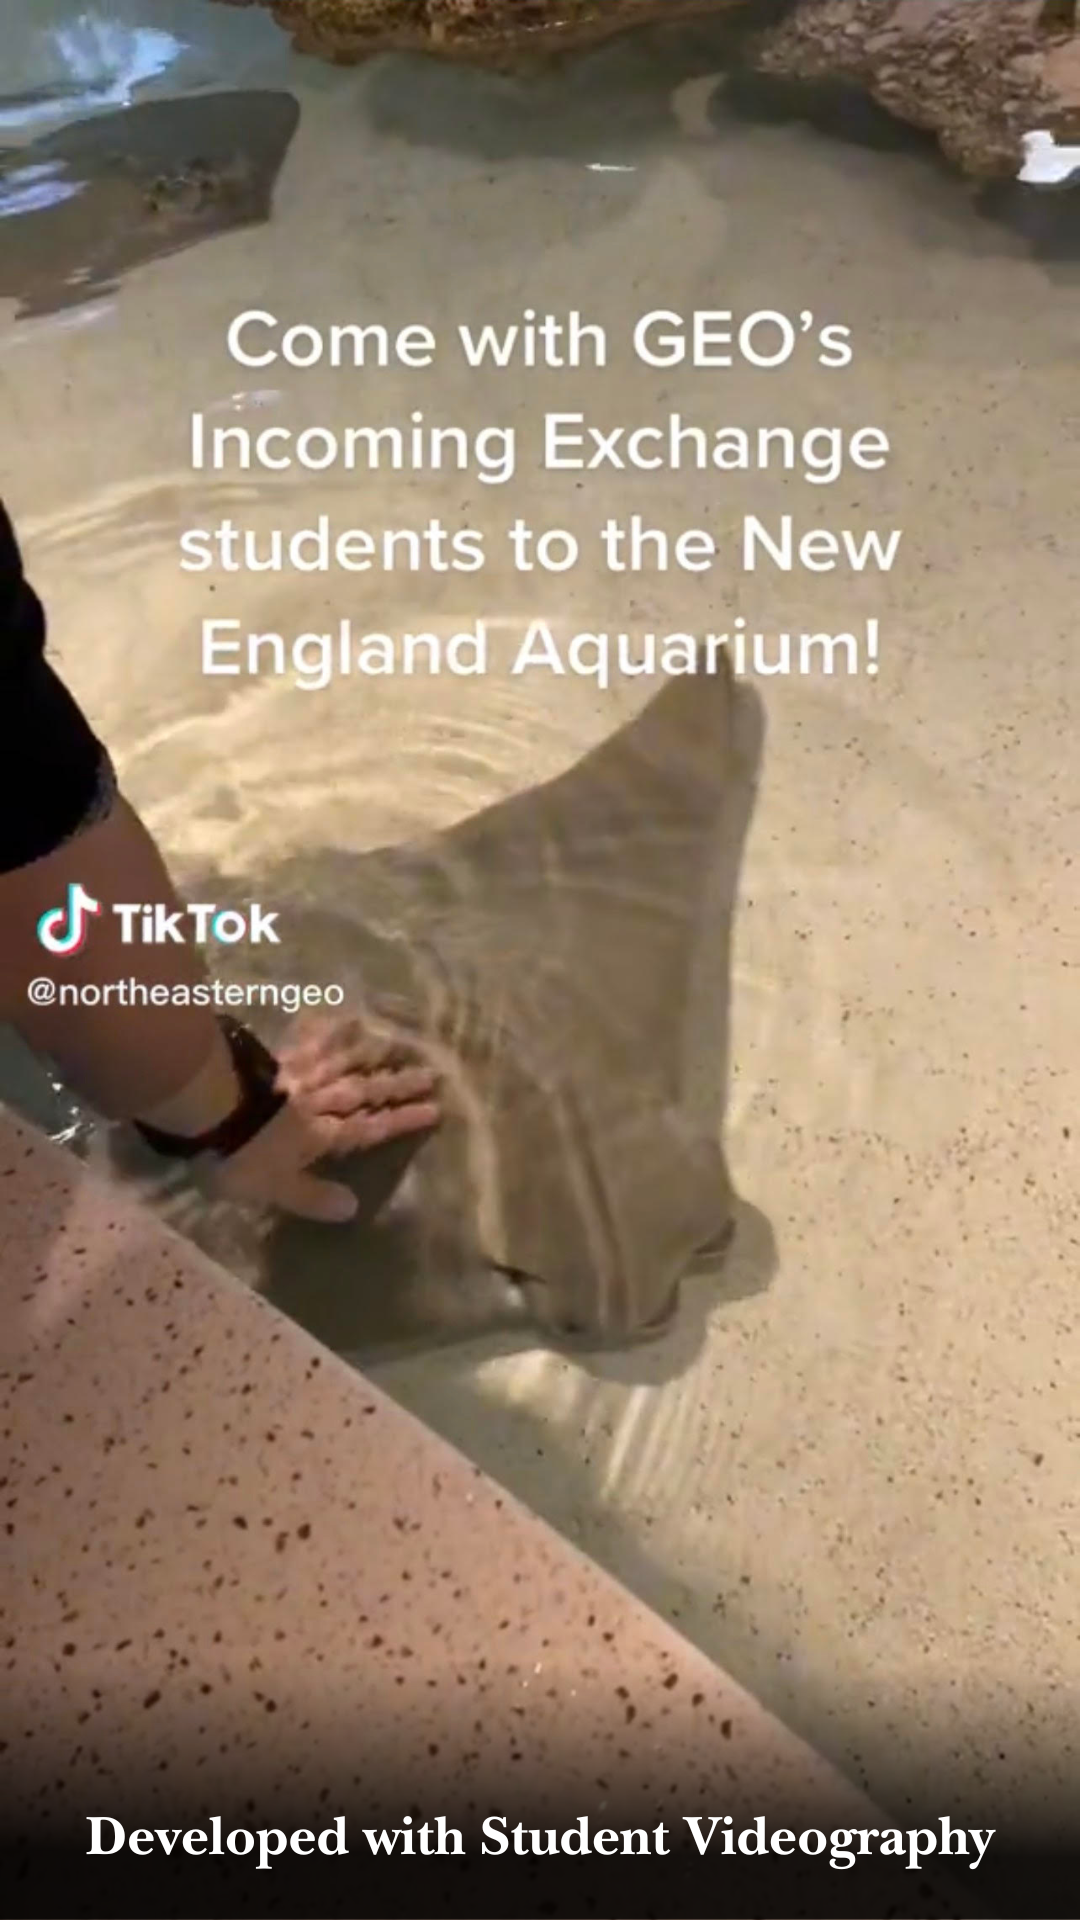 Come with GEO's
Incoming Exchange
students to the New
England Aquarium!
TikTok
@northeasterngeo
Developed with Student Videography